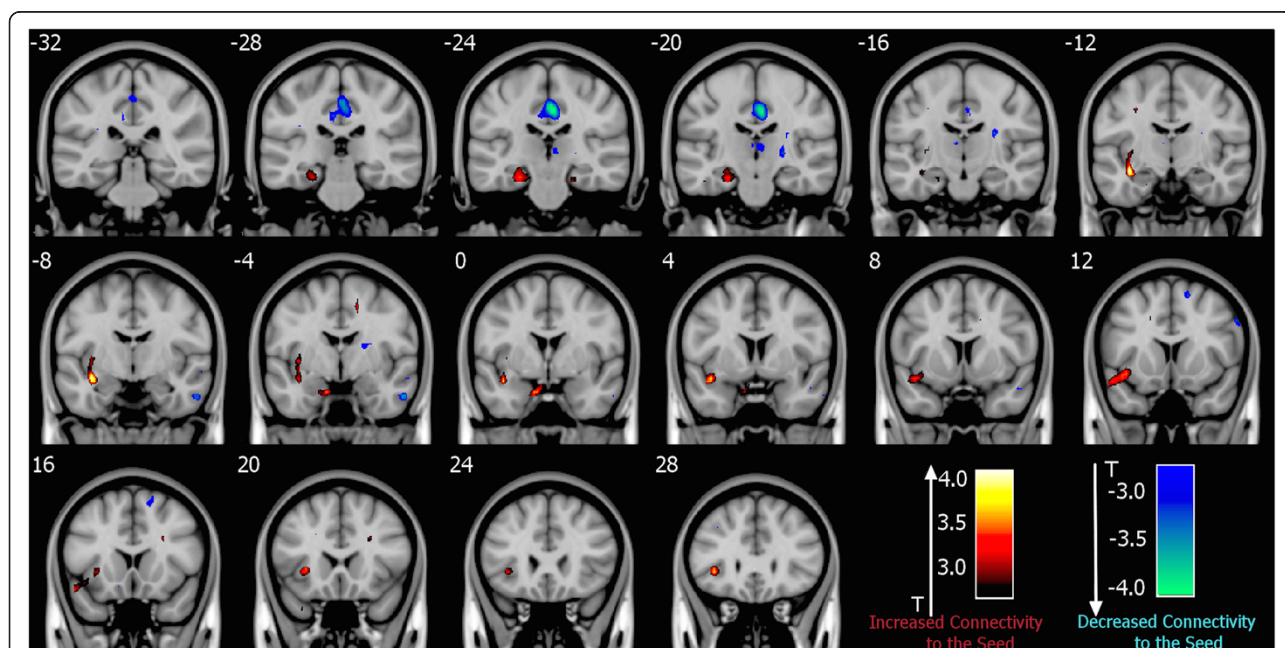 -32 -28 -24 -20 -16 -12
-8 -4 0 4 8 12
16 20 24 28
4.0
3.5
3.0
T
Increased Connectivity
to the Seed
T
-3.0
-3.5
-4.0
Decreased Connectivity
to the Seed